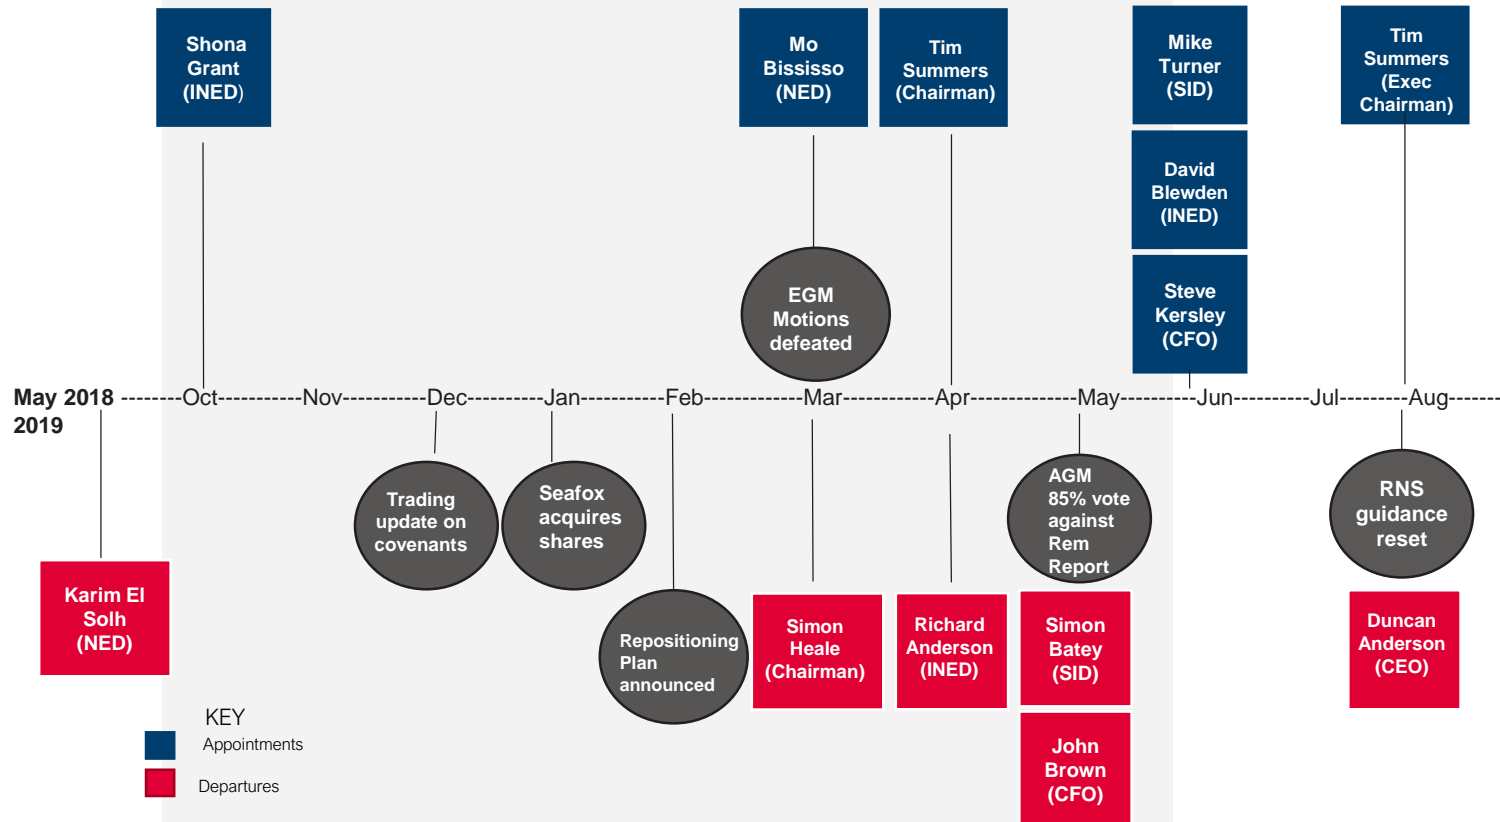 Shona
Grant
(INED)
Mo
Bississo
(NED)
Tim
Summers
(Chairman)
Mike
Turner
(SID)
David
Blewden
(INED)
Steve
Kersley
(CFO)
Tim
Summers
(Exec
Chairman)
EGM
Motions
defeated
May 2018 -------Oct-------Nov-------Dec-------Jan-------Feb-------Mar-------Apr-------May-------Jun-------Jul-------Aug-------
2019
Trading
update on
covenants
Seafox
acquires
shares
AGM
85% vote
against
Rem
Report
RNS
guidance
reset
Karim El
Solh
(NED)
Repositioning
Plan
announced
Simon
Heale
(Chairman)
Richard
Anderson
(INED)
Simon
Batey
(SID)
John
Brown
(CFO)
Duncan
Anderson
(CEO)
KEY
Appointments
Departures